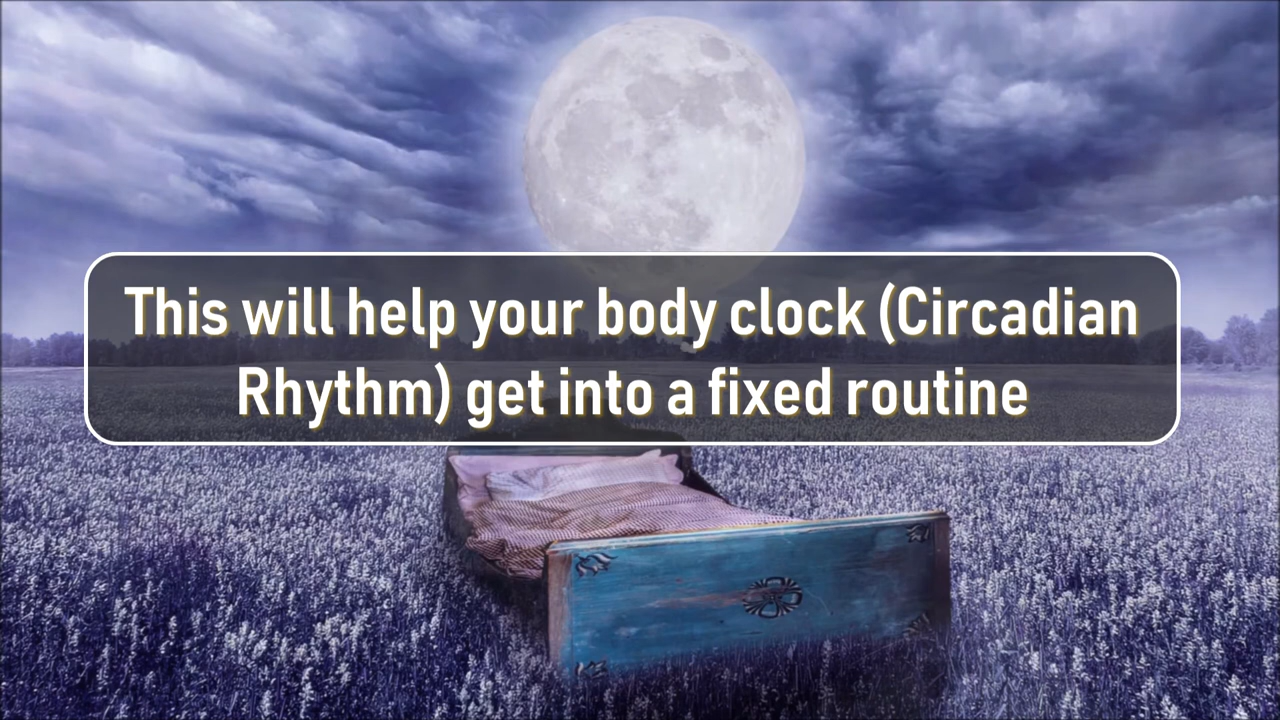 This will help your body clock (Circadian
Rhythm) get into a fixed routine